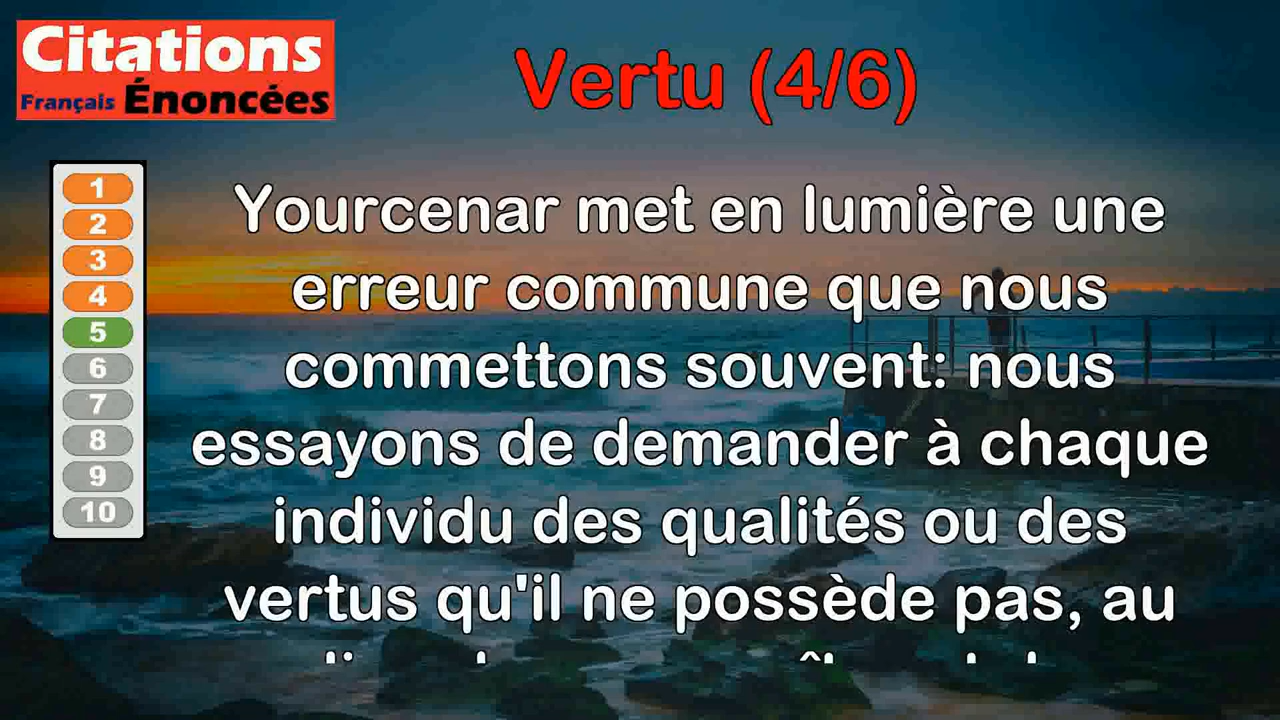 Citations
Français Énoncées
Vertu (4/6)
1
2
3
4
5
6
7
8
9
10
Yourcenar met en lumière une
erreur commune que nous
commettons souvent: nous
essayons de demander à chaque
individu des qualités ou des
vertus qu'il ne possède pas, au